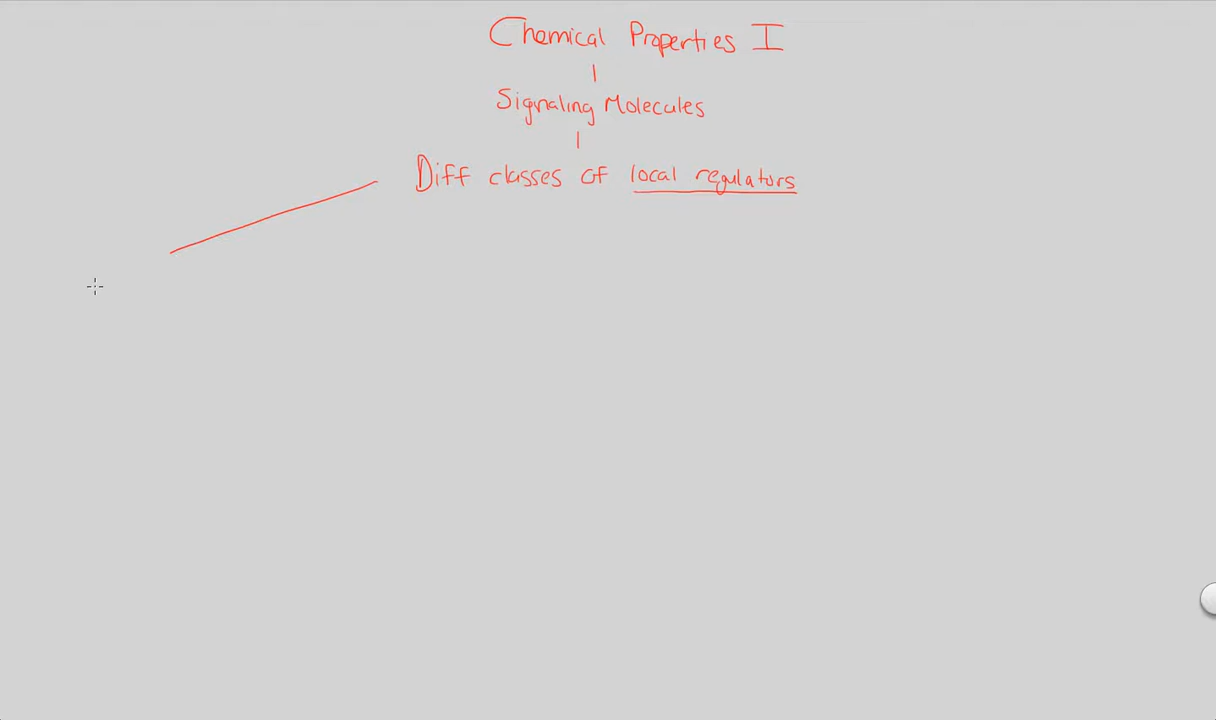 Chemical Properties I
Signaling Molecules
Diff classes of local regulators